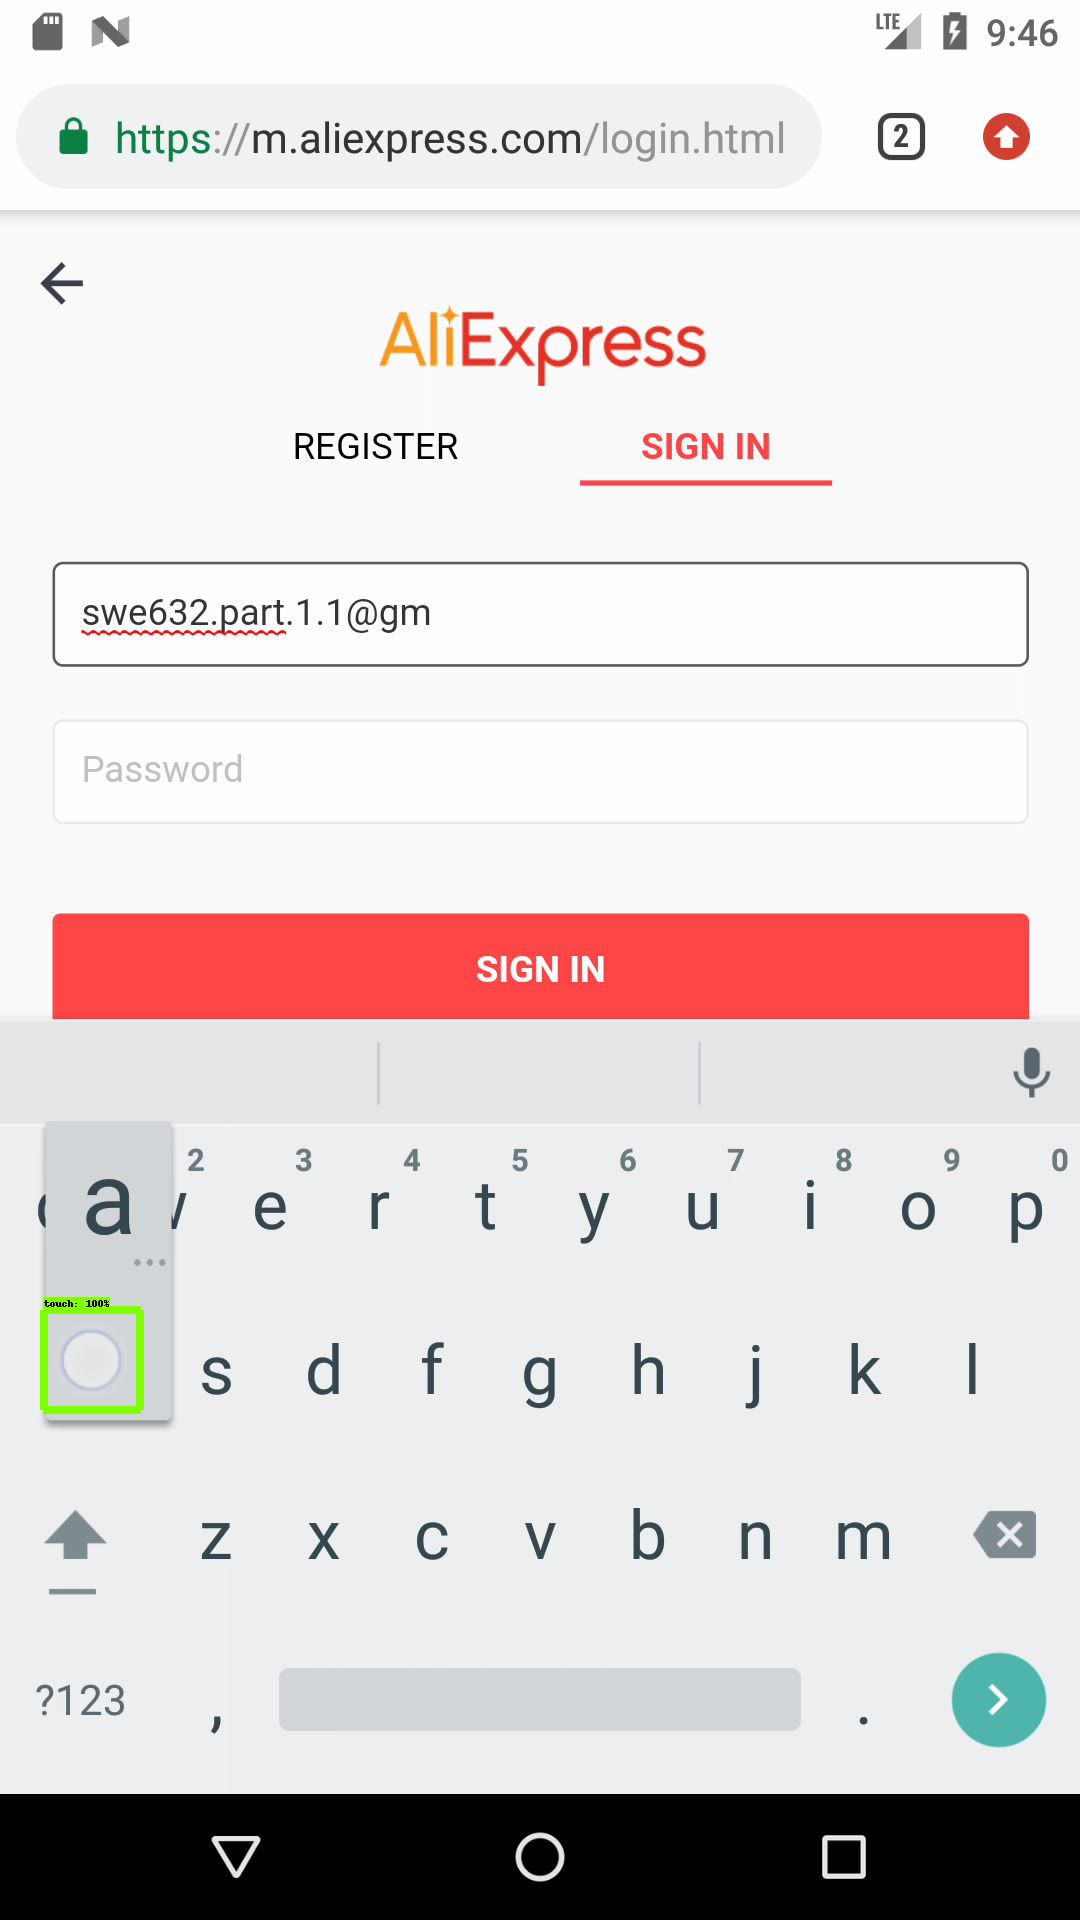 LTE 9:46
https://m.aliexpress.com/login.html 2
AliExpress
REGISTER SIGN IN
swe632.part.1.1@gm
Password
SIGN IN
a 2 3 4 5 6 7 8 9 0
e r t y u i o p
touch: 100%
s d f g h j k l
z x c v b n m
?123 , .